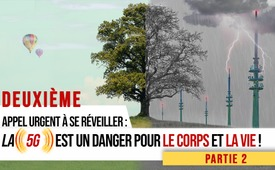 DEUXIÈME
APPEL URGENT À SE RÉVEILLER :
LA 5G EST UN DANGER POUR LE CORPS ET LA VIE !
PARTIE 2